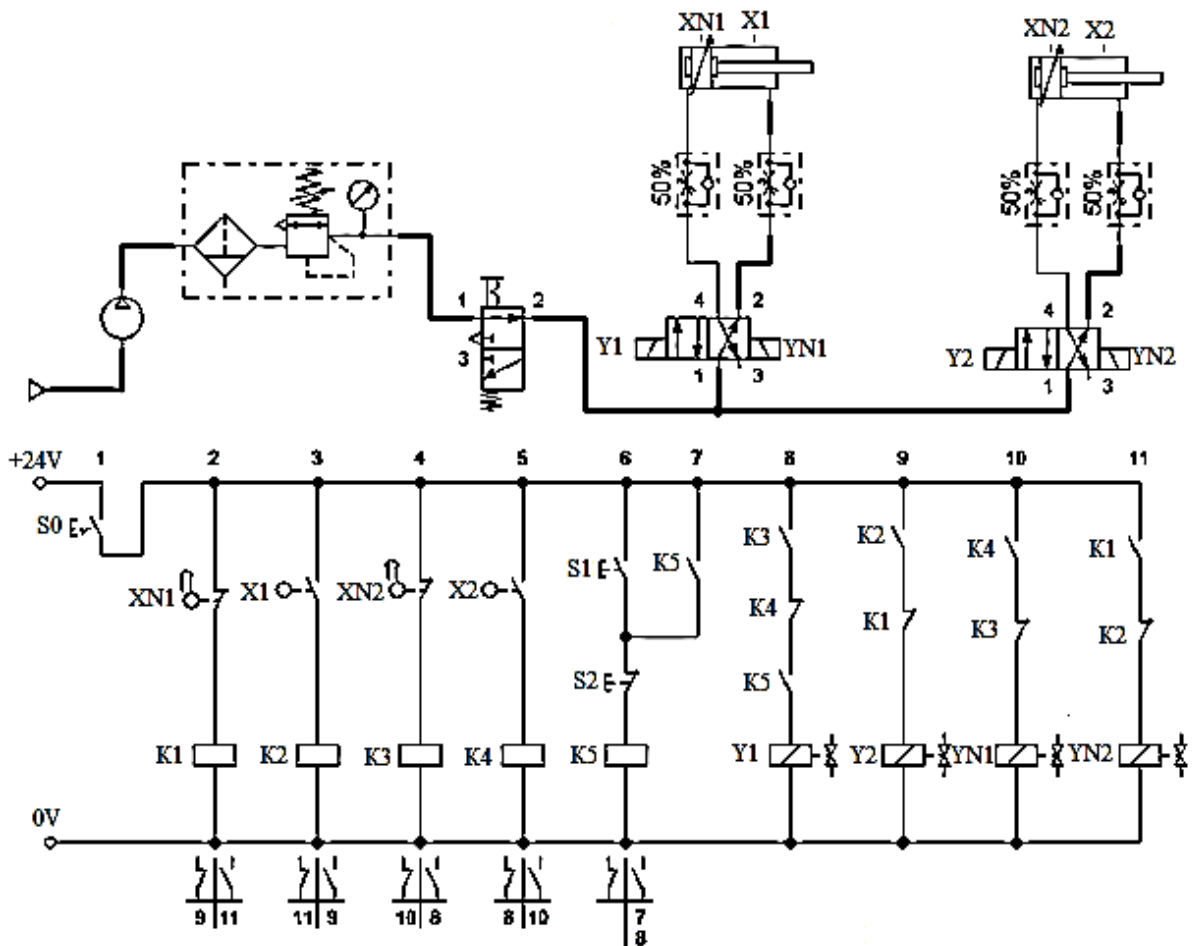 XN1 X1
XN2 X2
50% 50%
50% 50%
1 2
3
4 2
Y1 YN1
1 3
4 2
Y2 YN2
1 3
+24V 1 2 3 4 5 6 7 8 9 10 11
S0
K3 K2 K4 K1
S1 K5
XN1 X1 XN2 X2
K4 K1 K3 K2
S2 K5
K1 K2 K3 K4 K5 Y1 Y2 YN1 YN2
0V
9 11 11 9 10 8 8 10 7
8